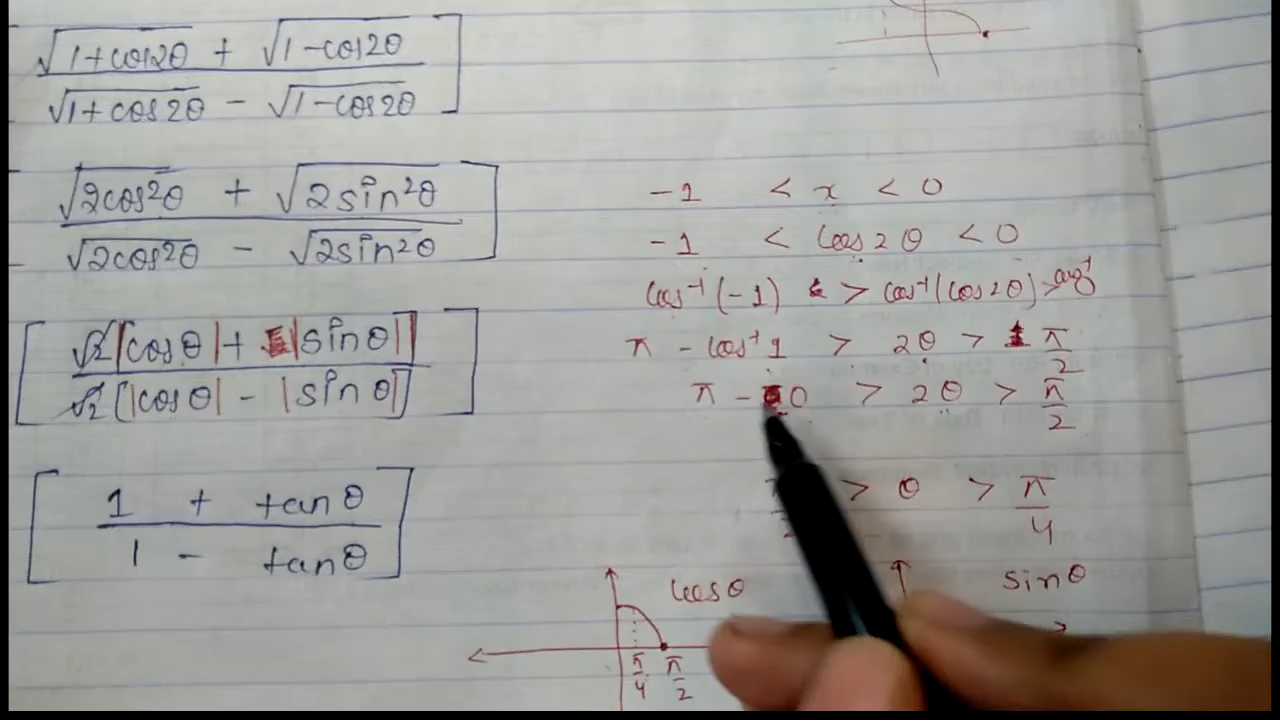 √1+cos2θ + √1-cos2θ
√1+cos2θ - √1-cos2θ
√2cos²θ + √2sin²θ
√2cos²θ - √2sin²θ
√2[|cosθ| + |sinθ|]
√2[|cosθ| - |sinθ|]
1 + tanθ
1 - tanθ
-1 < x < 0
-1 < cos2θ < 0
cos⁻¹(-1) > cos⁻¹(cos2θ) > cos⁻¹0
π - cos⁻¹1 > 2θ > π/2
π - 0 > 2θ > π/2
> θ > π/4
cosθ
sinθ
π/4 π/2